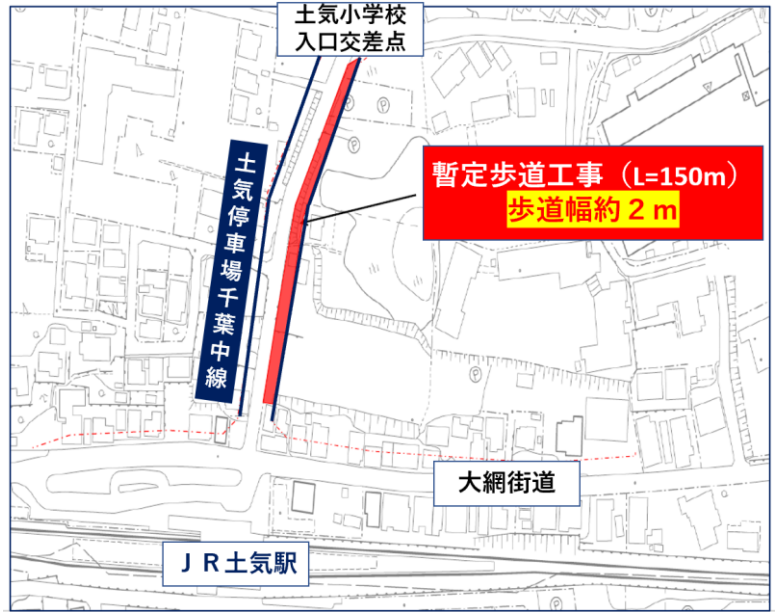 土気小学校
入口交差点
暫定歩道工事（L=150m）
歩道幅約２ｍ
土気停車場千葉中線
大網街道
ＪＲ土気駅